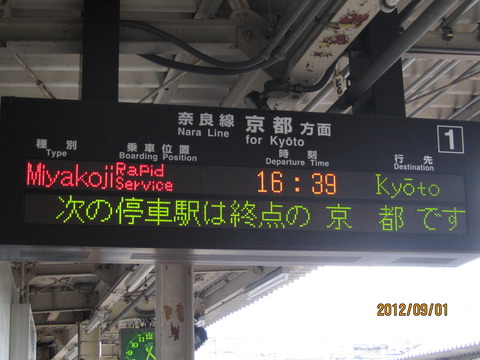 奈良線 京都 方面
Nara Line for Kyōto
1
種別 乗車位置 時刻 行先
Type Boarding Position Departure Time Destination
Miyakoji Rapid Service 16:39 Kyōto
次の停車駅は終点の 京 都 です
2012/09/01